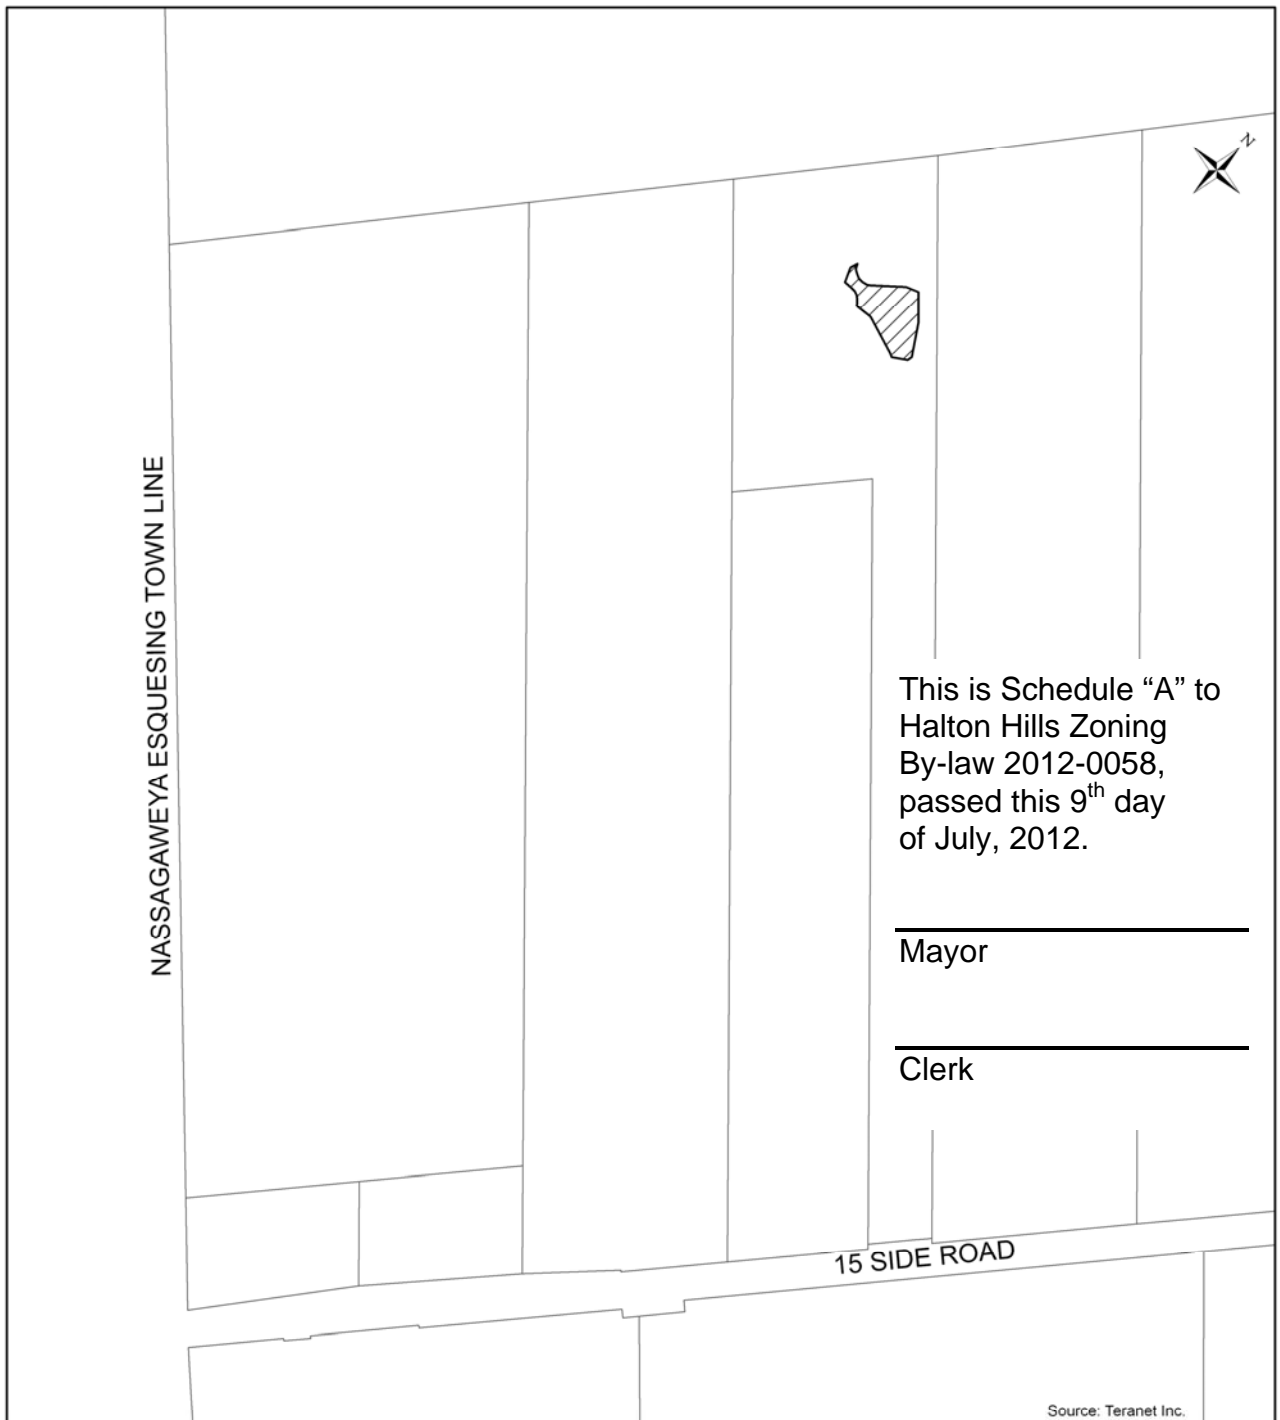 N
NASSAGAWEYA ESQUESING TOWN LINE
This is Schedule “A” to
Halton Hills Zoning
By-law 2012-0058,
passed this 9th day
of July, 2012.
Mayor
Clerk
15 SIDE ROAD
Source: Teranet Inc.